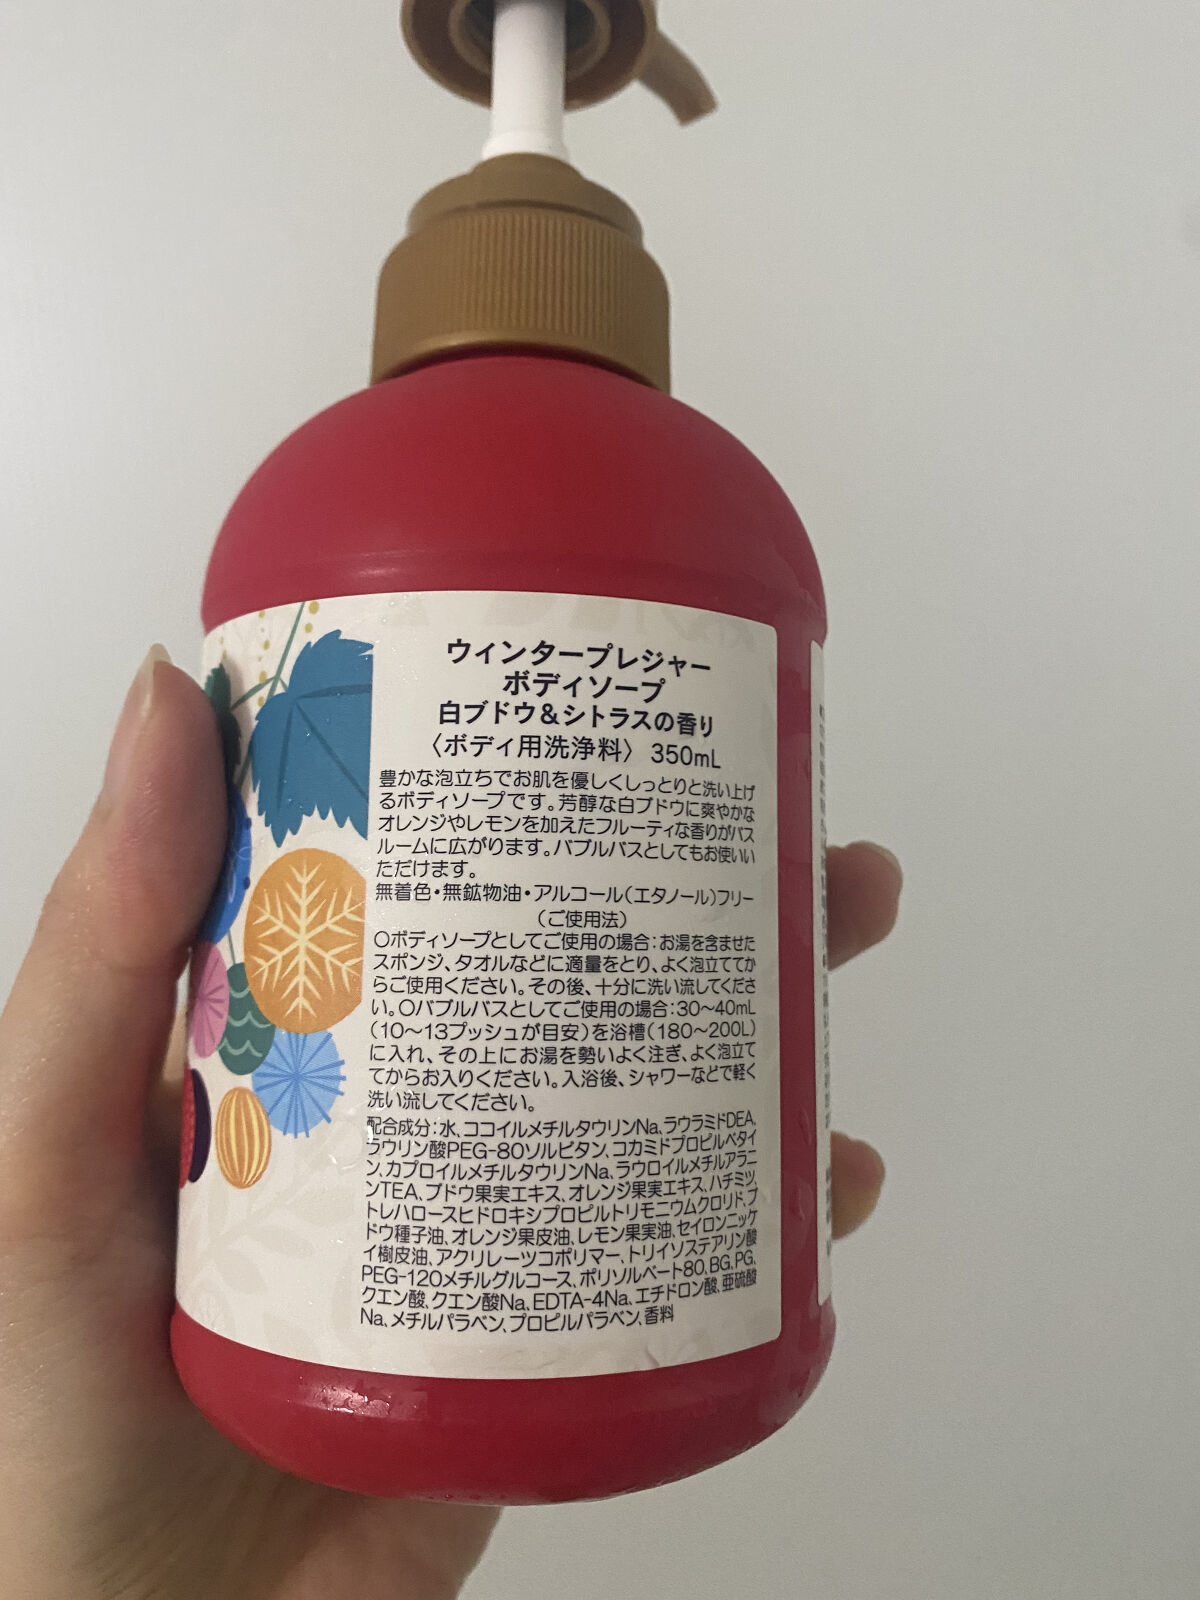 ウィンタープレジャー
ボディソープ
白ブドウ&シトラスの香り
〈ボディ用洗浄料〉 350mL
豊かな泡立ちでお肌を優しくしっとりと洗い上げ
るボディソープです。芳醇な白ブドウに爽やかな
オレンジやレモンを加えたフルーティな香りがバス
ルームに広がります。バブルバスとしてもお使いい
ただけます。
無着色・無鉱物油・アルコール(エタノール)フリー
(ご使用法)
○ボディソープとしてご使用の場合:お湯を含ませた
スポンジ、タオルなどに適量をとり、よく泡立ててか
らご使用ください。その後、十分に洗い流してくださ
い。○バブルバスとしてご使用の場合:30〜40mL
(10〜13プッシュが目安)を浴槽(180〜200L)
に入れ、その上にお湯を勢いよく注ぎ、よく泡立て
てからお入りください。入浴後、シャワーなどで軽く
洗い流してください。
配合成分:水、ココイルメチルタウリンNa、ラウラミドDEA、
ラウリン酸PEG-80ソルビタン、コカミドプロピルベタイ
ン、カプロイルメチルタウリンNa、ラウロイルメチルアラニ
ンTEA、ブドウ果実エキス、オレンジ果実エキス、ハチミツ、
トレハロースヒドロキシプロピルトリモニウムクロリド、ブ
ドウ種子油、オレンジ果皮油、レモン果実油、セイロンニッケ
イ樹皮油、アクリレーツコポリマー、トリイソステアリン酸
PEG-120メチルグルコース、ポリソルベート80、BG、PG、
クエン酸、クエン酸Na、EDTA-4Na、エチドロン酸、亜硫酸
Na、メチルパラベン、プロピルパラベン、香料